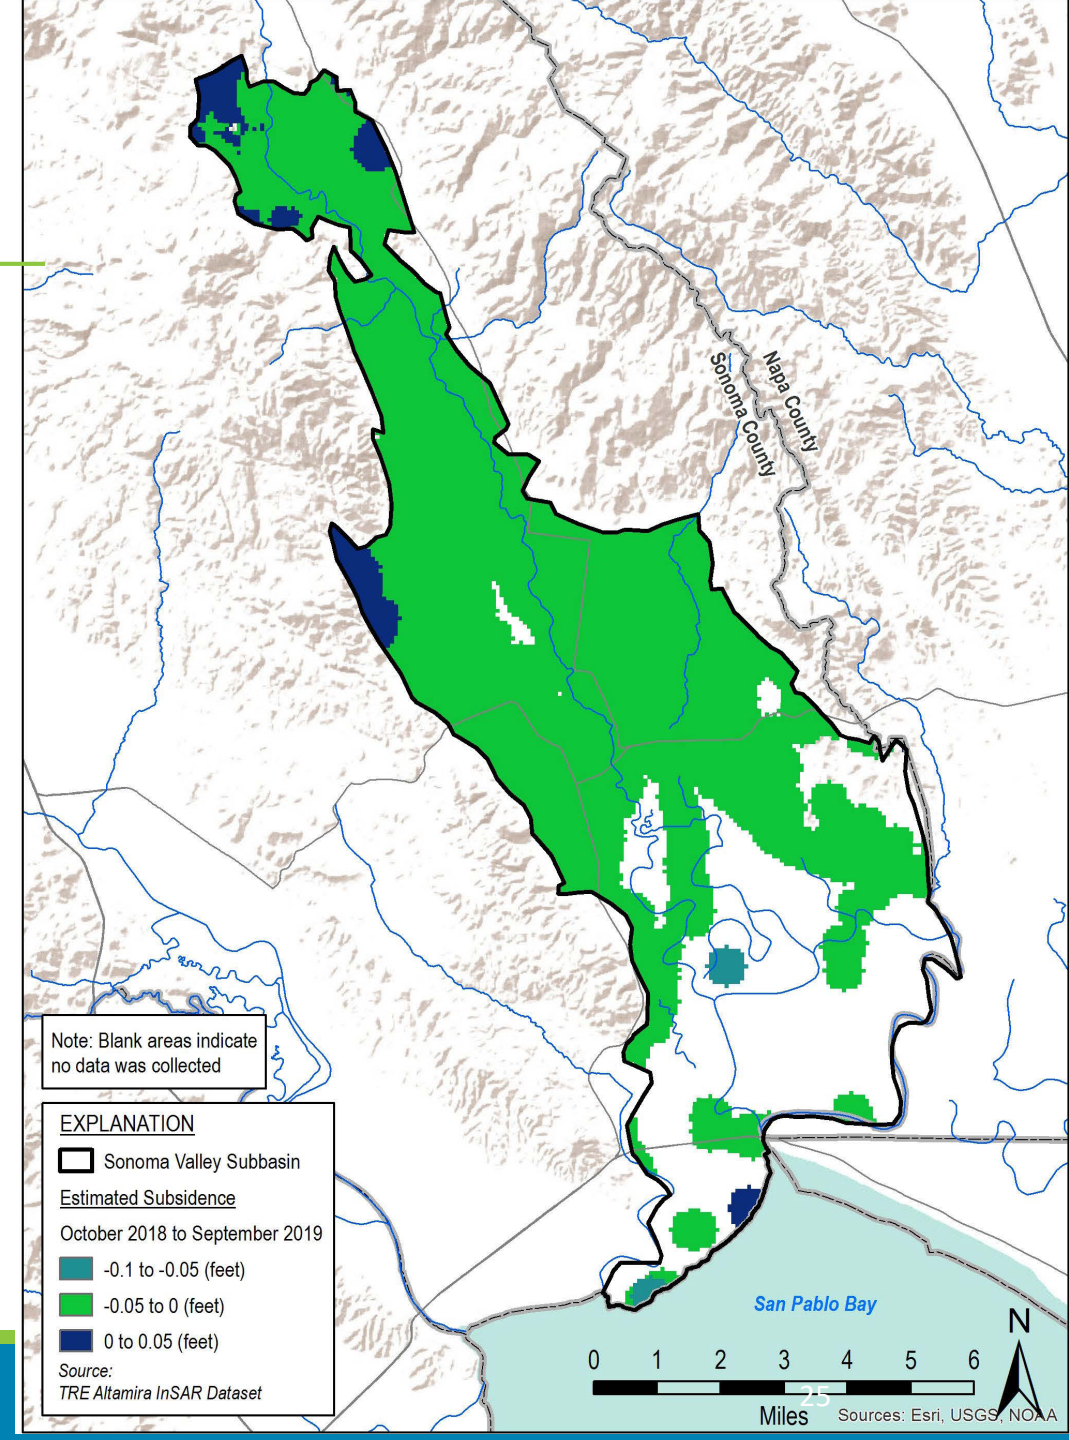 Napa County
Sonoma County
Note: Blank areas indicate
no data was collected
EXPLANATION
Sonoma Valley Subbasin
Estimated Subsidence
October 2018 to September 2019
-0.1 to -0.05 (feet)
-0.05 to 0 (feet)
0 to 0.05 (feet)
Source:
TRE Altamira InSAR Dataset
San Pablo Bay
N
0 1 2 3 4 5 6
25
Miles
Sources: Esri, USGS, NOAA